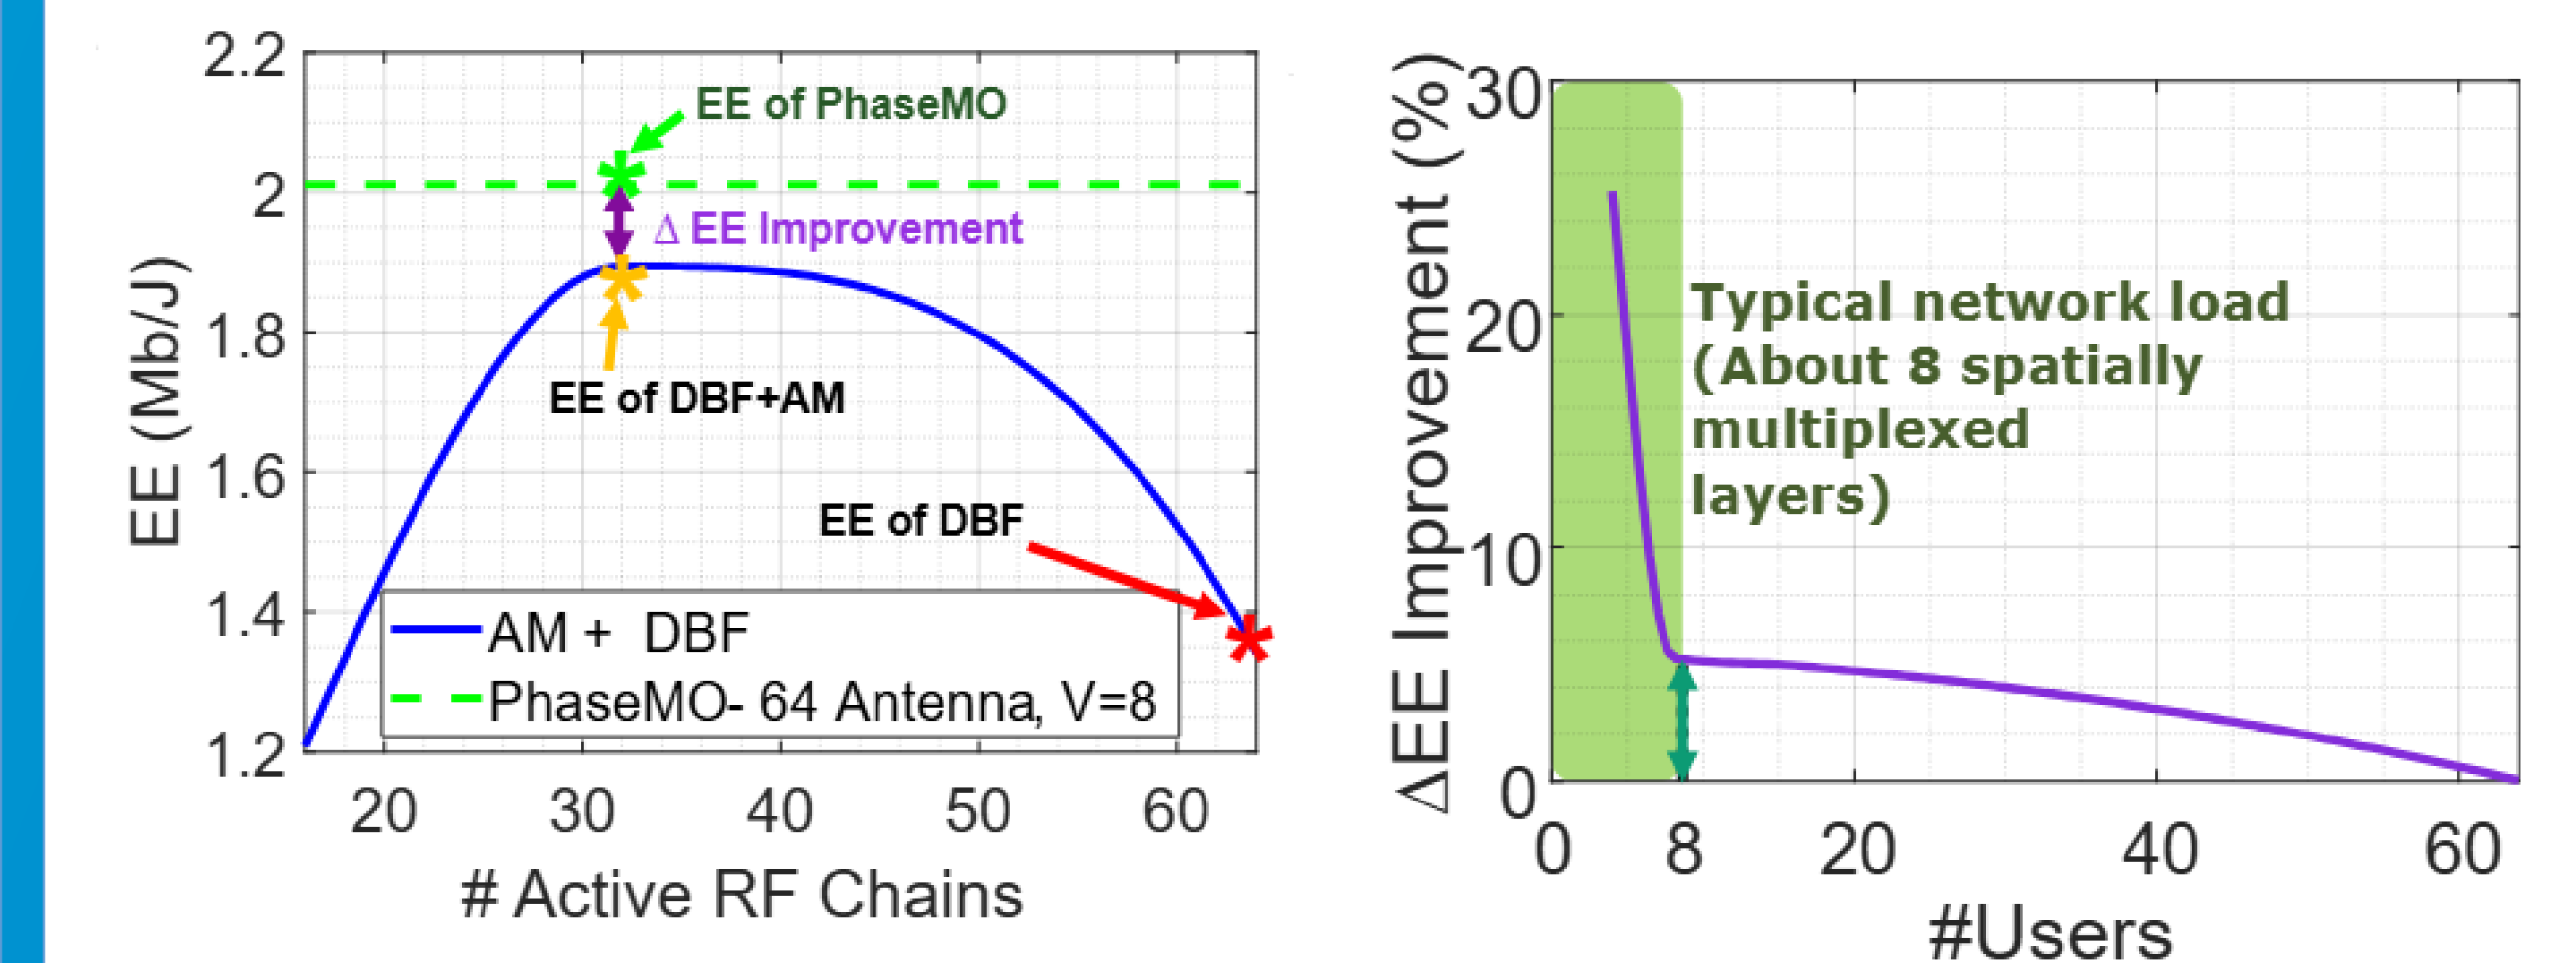 2.2
2
1.8
1.6
1.4
1.2
EE (Mb/J)
EE of PhaseMO
Δ EE Improvement
EE of DBF+AM
EE of DBF
AM + DBF
PhaseMO- 64 Antenna, V=8
20 30 40 50 60
# Active RF Chains
30
20
10
0
ΔEE Improvement (%)
Typical network load
(About 8 spatially
multiplexed
layers)
0 8 20 40 60
#Users